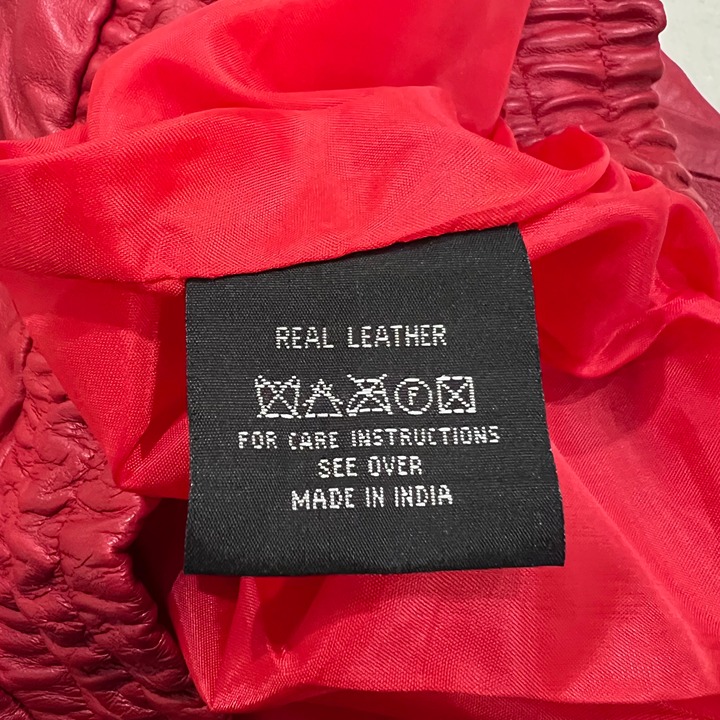 REAL LEATHER
F
FOR CARE INSTRUCTIONS
SEE OVER
MADE IN INDIA